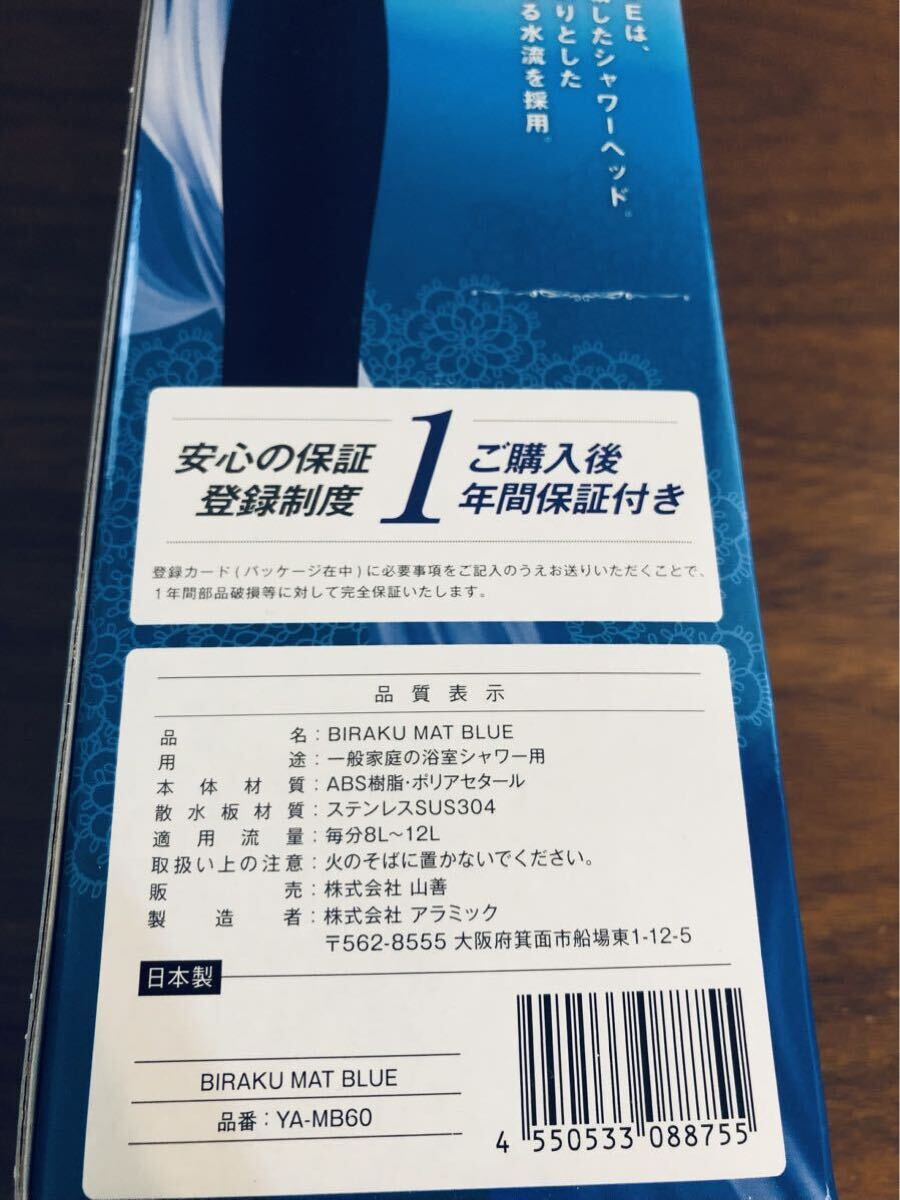 Eは、
したシャワーヘッド。
りとした
る水流を採用。
安心の保証
登録制度
1
ご購入後
年間保証付き
登録カード(パッケージ在中)に必要事項をご記入のうえお送りいただくことで、
1年間部品破損等に対して完全保証いたします。
品質表示
品名：BIRAKU MAT BLUE
用途：一般家庭の浴室シャワー用
本体材質：ABS樹脂・ポリアセタール
散水板材質：ステンレスSUS304
適用流量：毎分8L〜12L
取扱い上の注意：火のそばに置かないでください。
販売：株式会社 山善
製造者：株式会社 アラミック
〒562-8555 大阪府箕面市船場東1-12-5
日本製
BIRAKU MAT BLUE
品番：YA-MB60
4 550533 088755